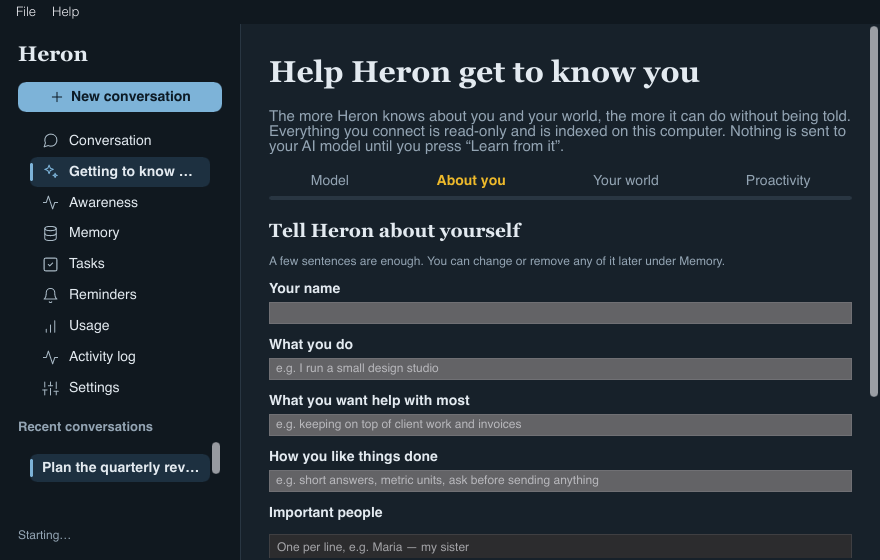 File Help
Heron
+ New conversation
Conversation
Getting to know ...
Awareness
Memory
Tasks
Reminders
Usage
Activity log
Settings
Recent conversations
Plan the quarterly rev...
Starting...
Help Heron get to know you
The more Heron knows about you and your world, the more it can do without being told.
Everything you connect is read-only and is indexed on this computer. Nothing is sent to
your AI model until you press “Learn from it”.
Model About you Your world Proactivity
Tell Heron about yourself
A few sentences are enough. You can change or remove any of it later under Memory.
Your name
What you do
e.g. I run a small design studio
What you want help with most
e.g. keeping on top of client work and invoices
How you like things done
e.g. short answers, metric units, ask before sending anything
Important people
One per line, e.g. Maria — my sister